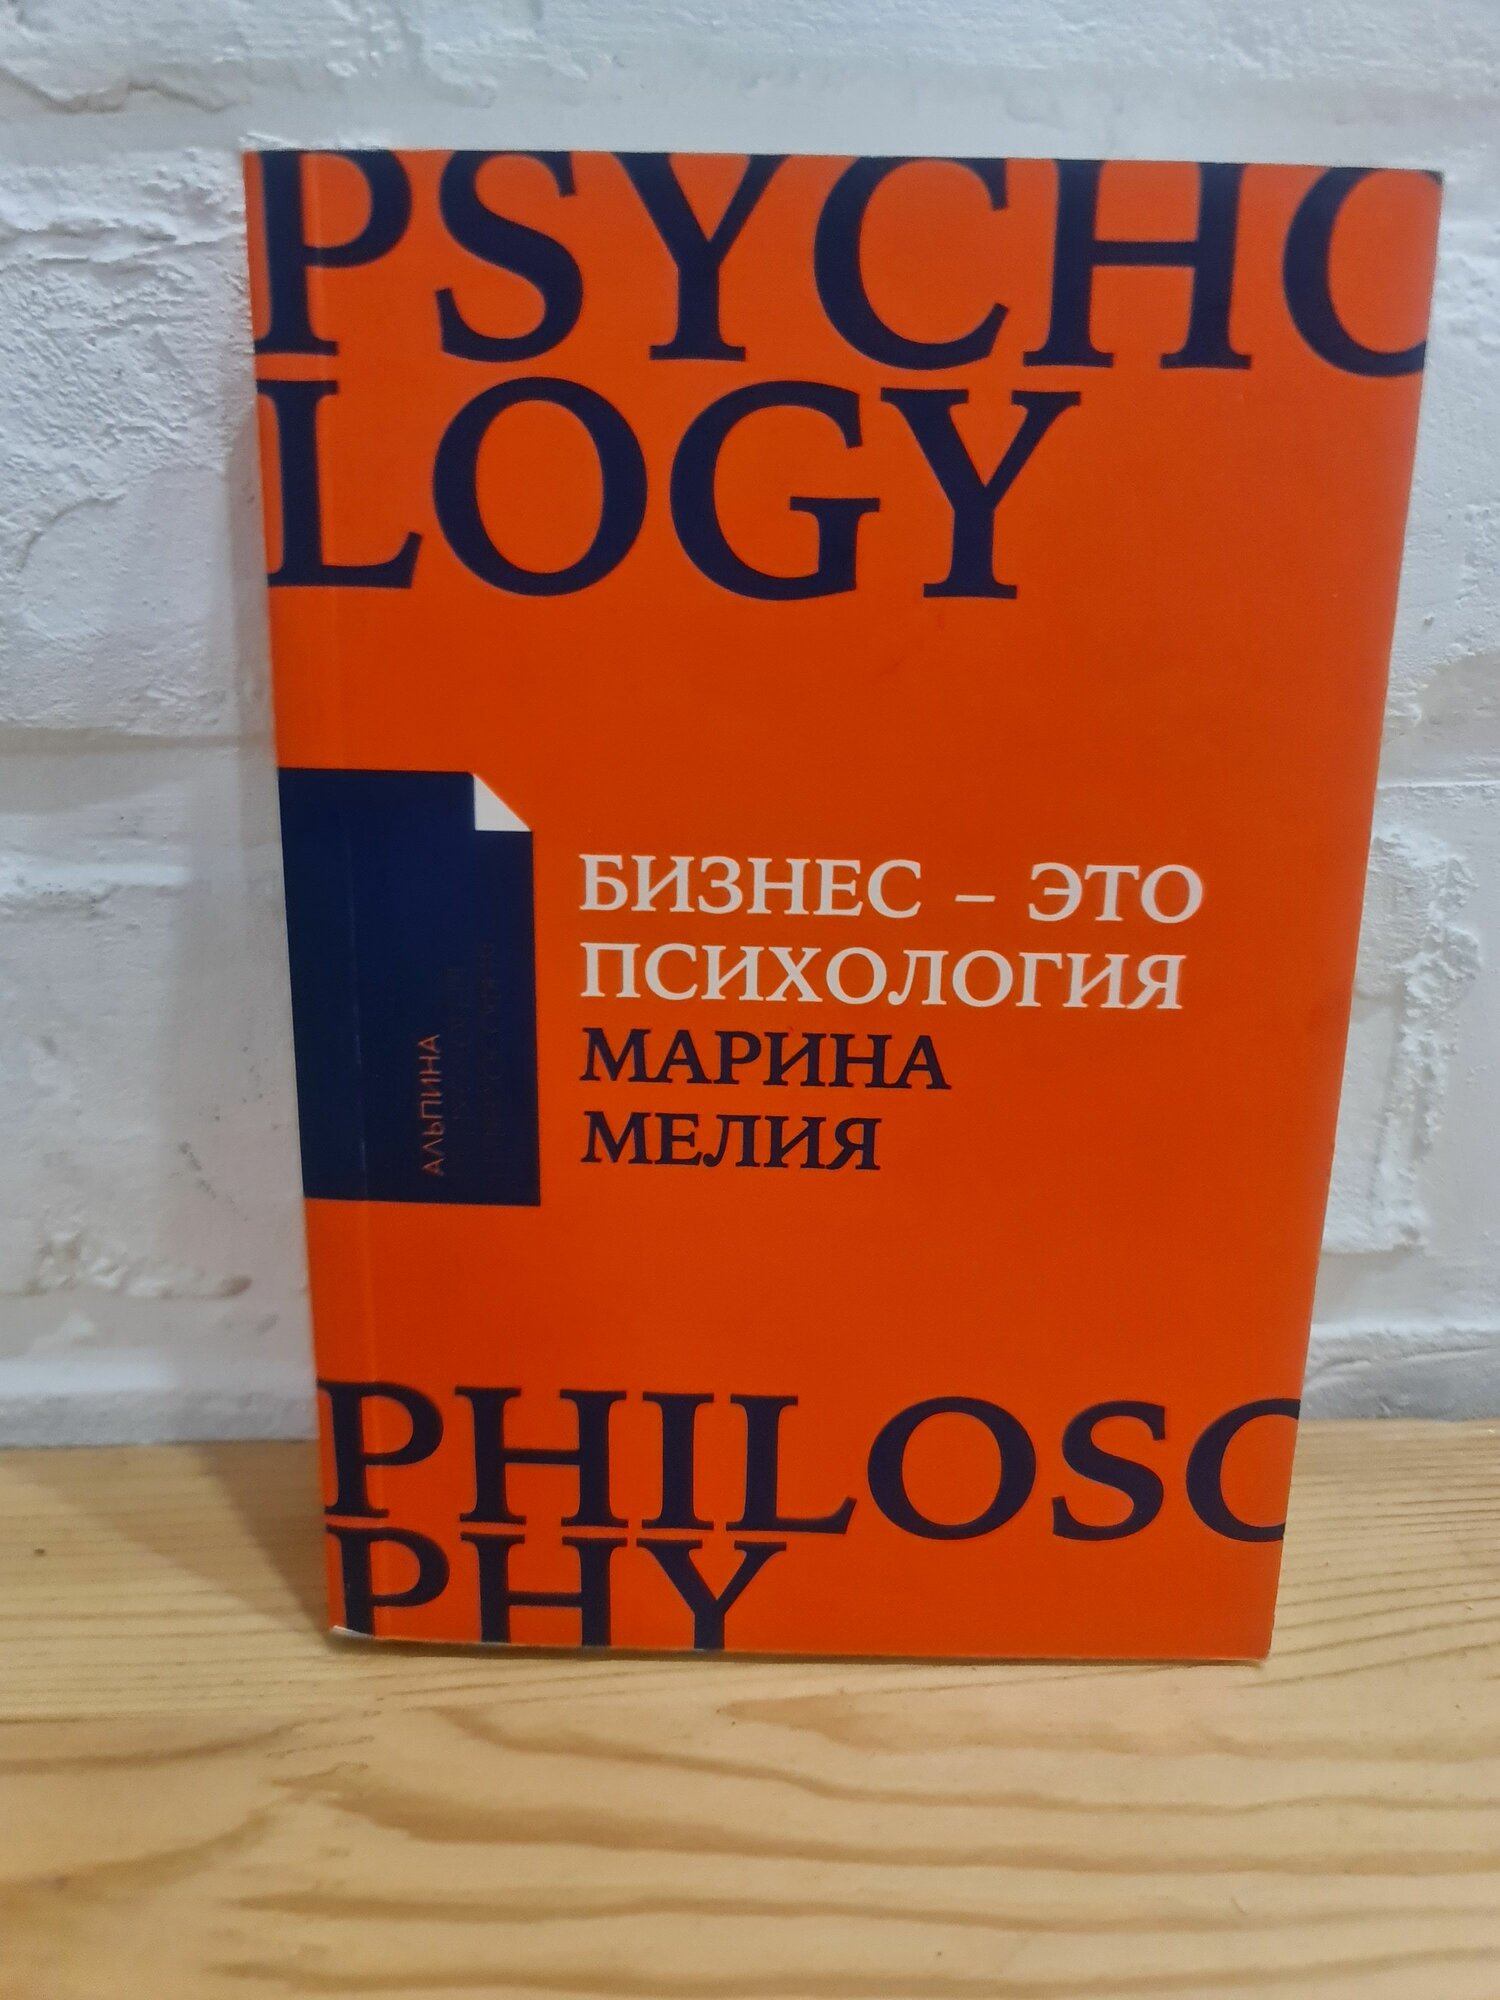 PSYCHO
LOGY
АЛЬПИНА
БИЗНЕС – ЭТО
ПСИХОЛОГИЯ
МАРИНА
МЕЛИЯ
PHILOSO
PHY